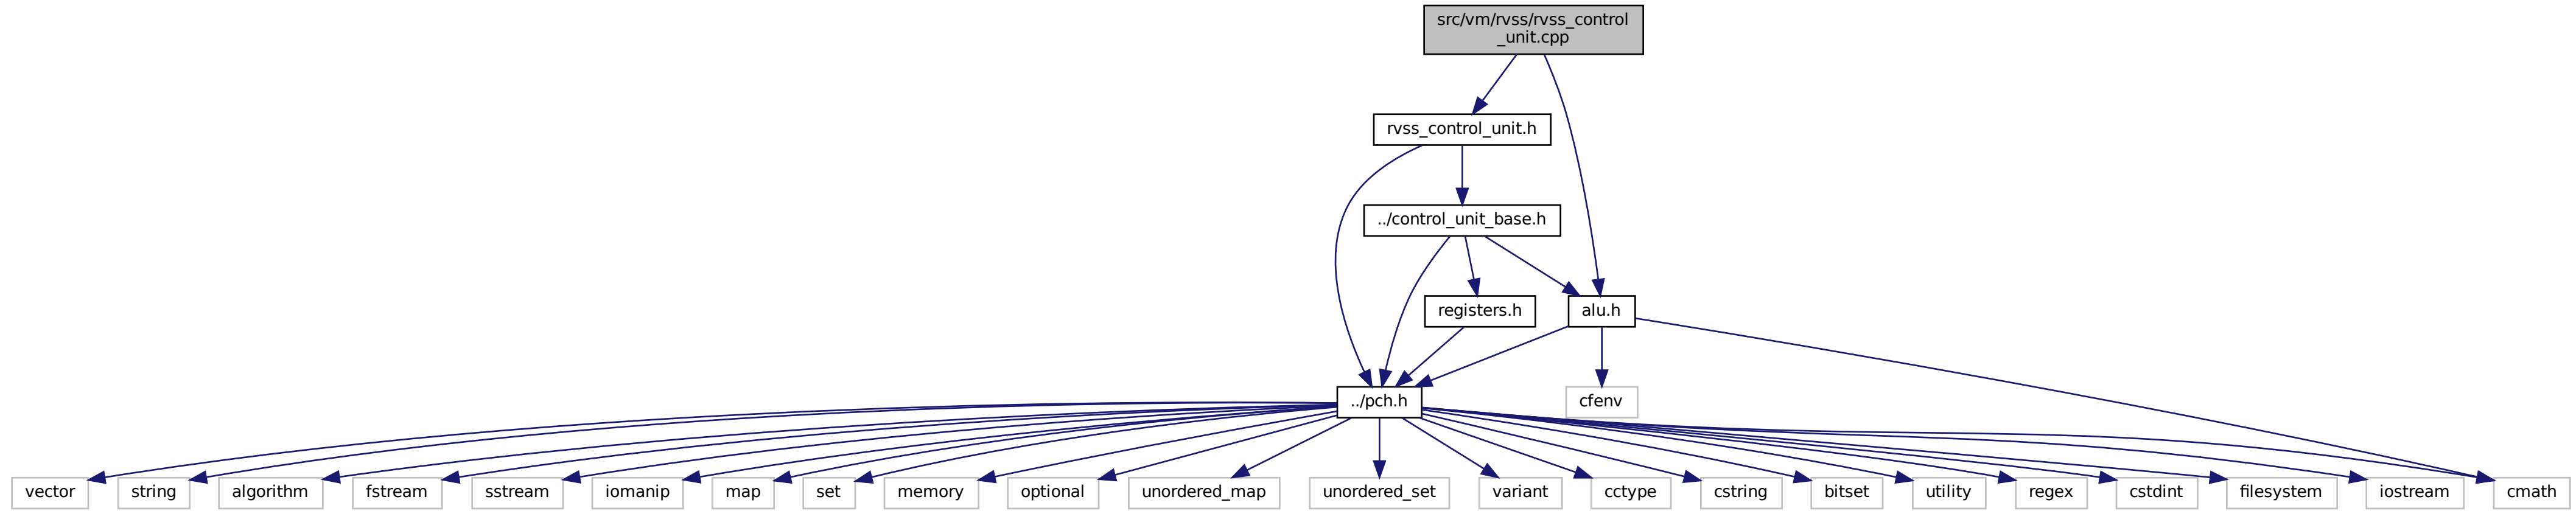 src/vm/rvss/rvss_control
_unit.cpp
rvss_control_unit.h
../control_unit_base.h
registers.h
alu.h
../pch.h
cfenv
vector
string
algorithm
fstream
sstream
iomanip
map
set
memory
optional
unordered_map
unordered_set
variant
cctype
cstring
bitset
utility
regex
cstdint
filesystem
iostream
cmath